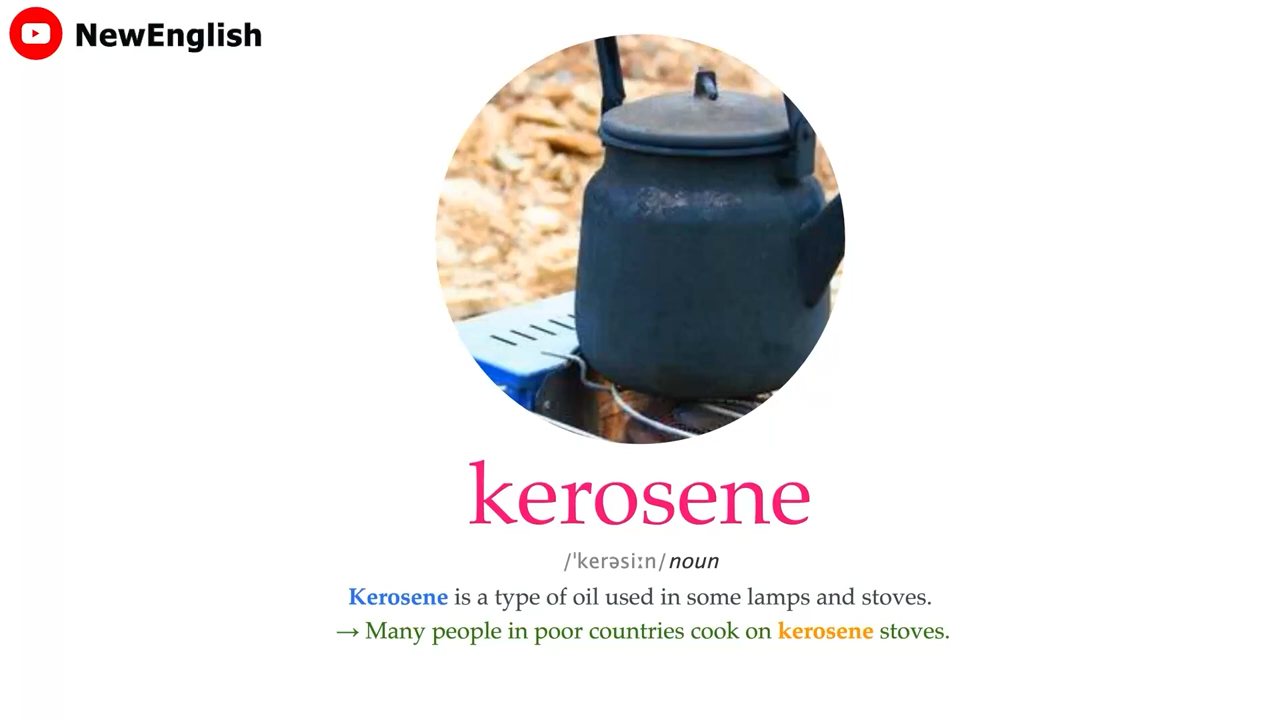 NewEnglish
kerosene
/ˈkerəsiːn/ noun
Kerosene is a type of oil used in some lamps and stoves.
→ Many people in poor countries cook on kerosene stoves.